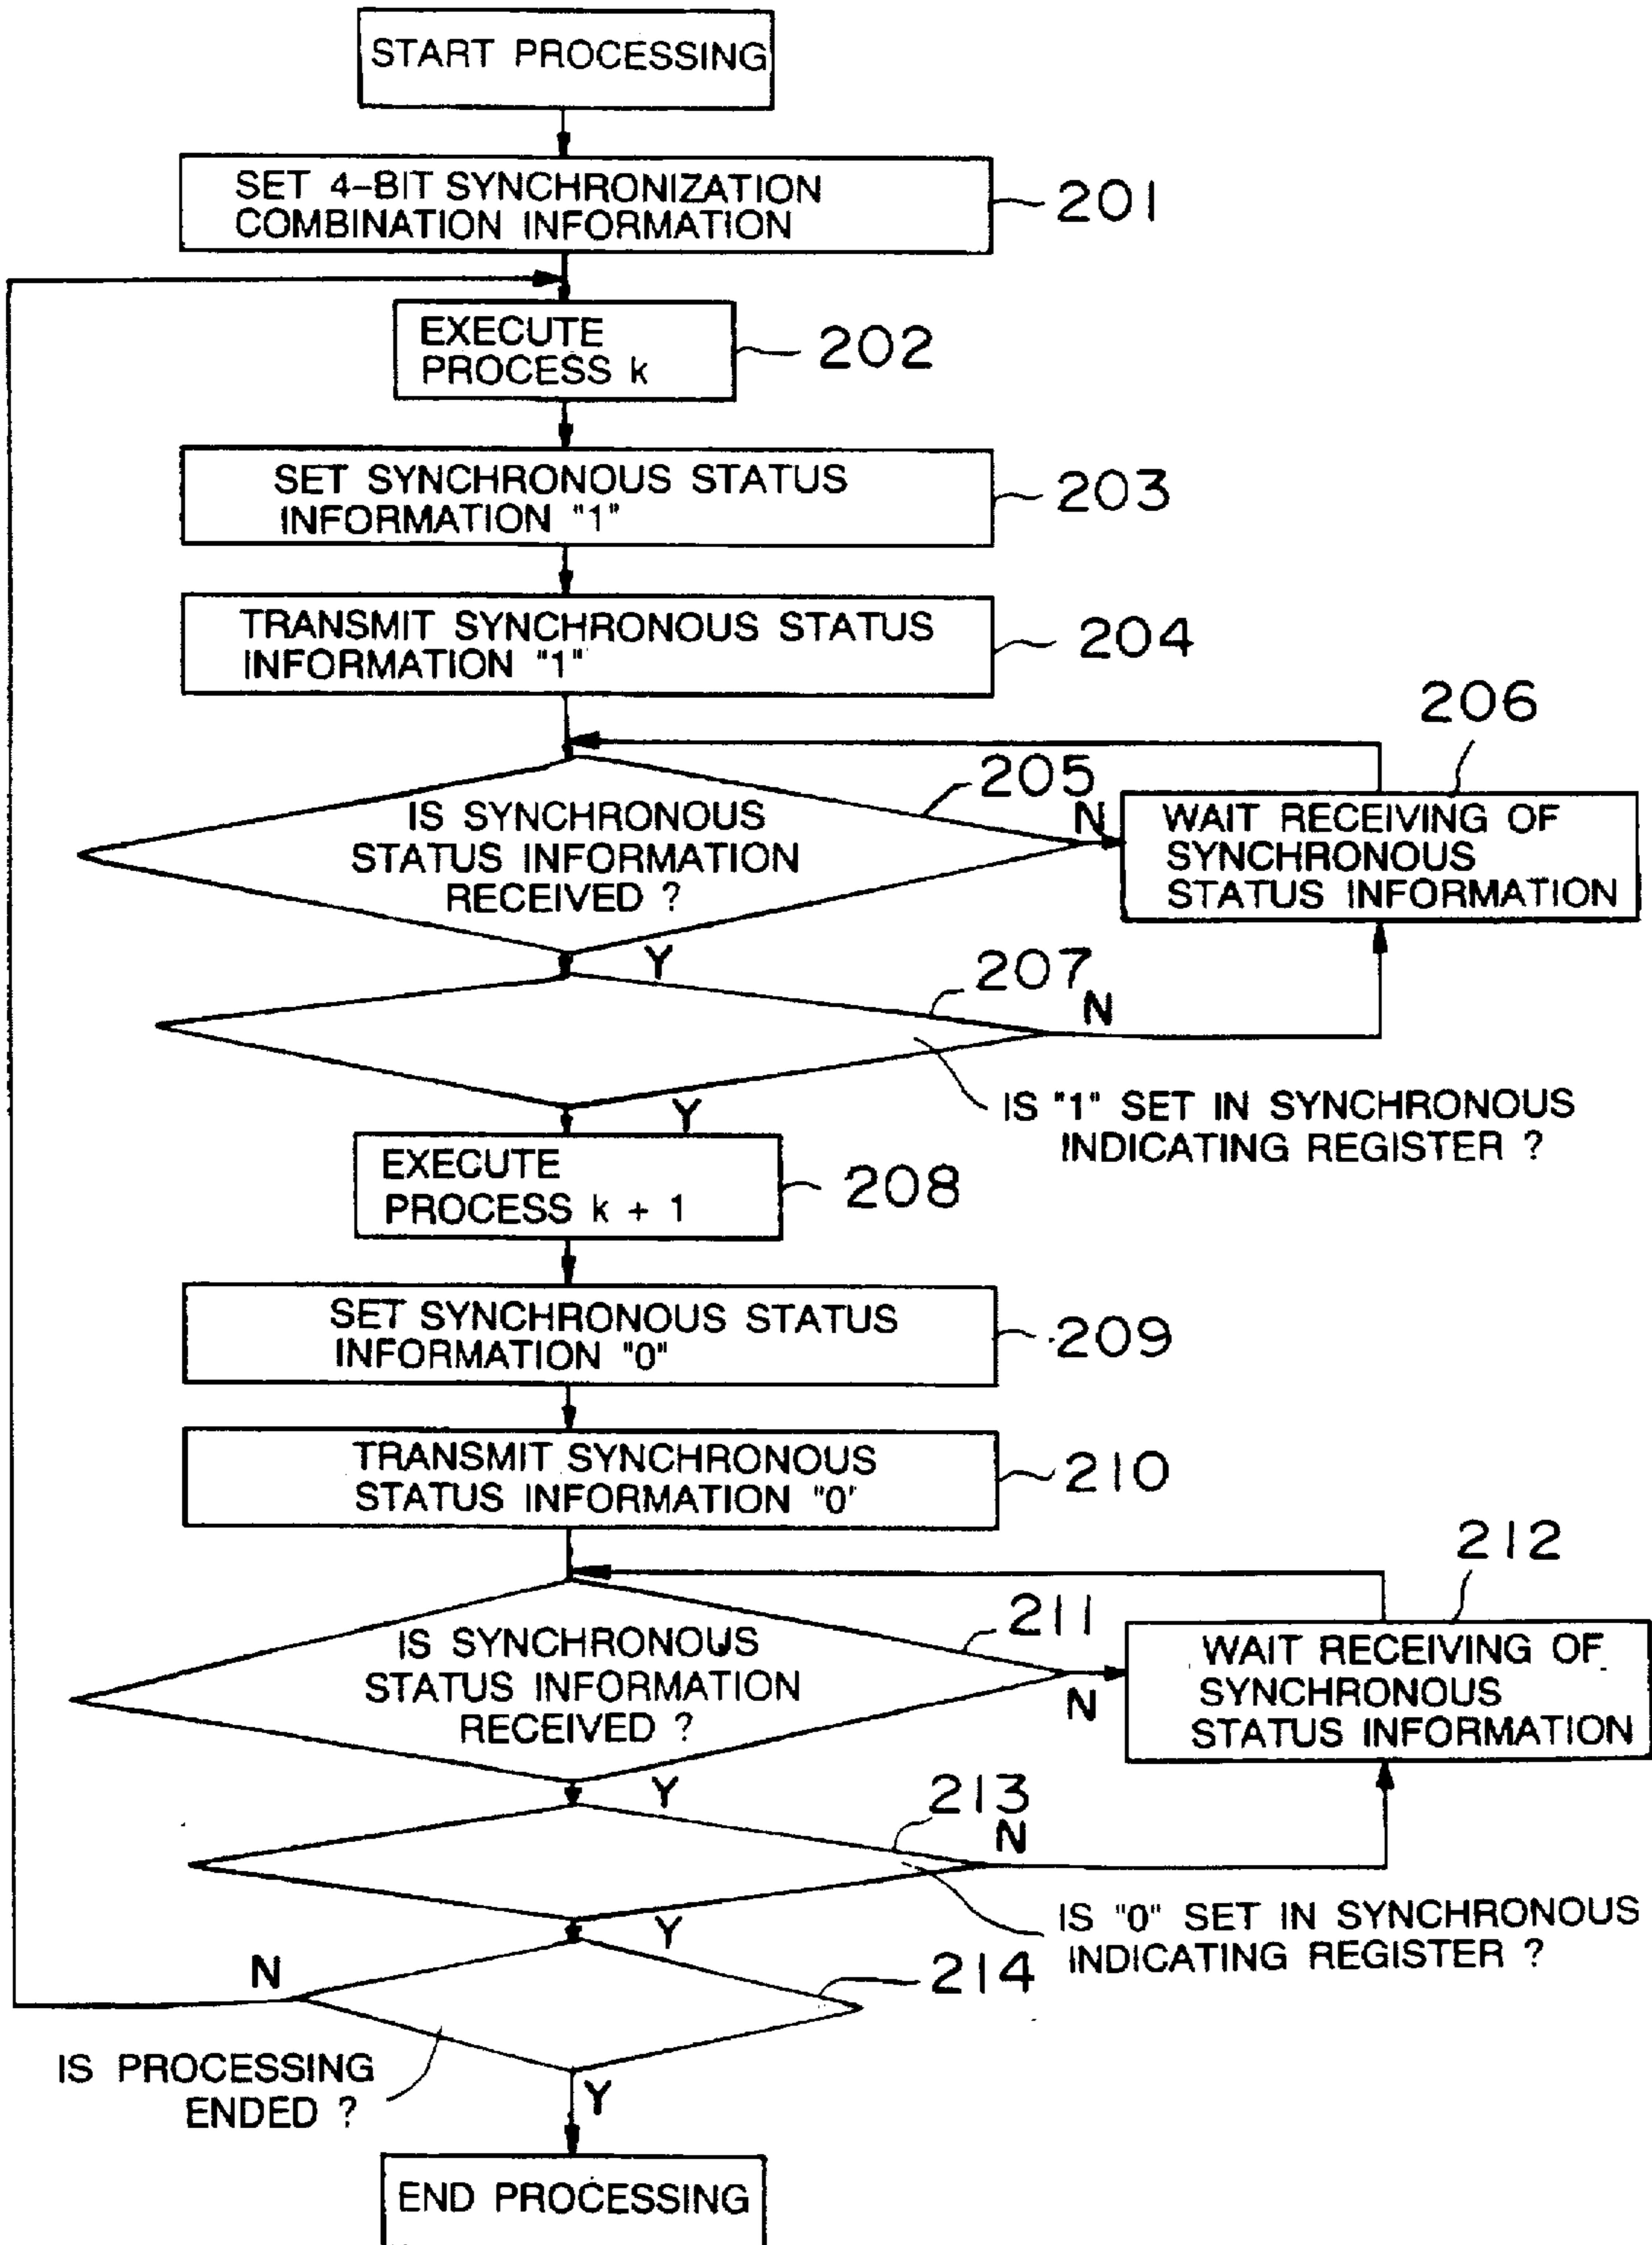 START PROCESSING
SET 4-BIT SYNCHRONIZATION
COMBINATION INFORMATION
201
EXECUTE
PROCESS k
202
SET SYNCHRONOUS STATUS
INFORMATION "1"
203
TRANSMIT SYNCHRONOUS STATUS
INFORMATION "1"
204
206
205
IS SYNCHRONOUS
STATUS INFORMATION
RECEIVED ?
N
WAIT RECEIVING OF
SYNCHRONOUS
STATUS INFORMATION
Y
207
N
IS "1" SET IN SYNCHRONOUS
INDICATING REGISTER ?
Y
EXECUTE
PROCESS k + 1
208
SET SYNCHRONOUS STATUS
INFORMATION "0"
209
TRANSMIT SYNCHRONOUS
STATUS INFORMATION "0'
210
212
211
IS SYNCHRONOUS
STATUS INFORMATION
RECEIVED ?
N
WAIT RECEIVING OF
SYNCHRONOUS
STATUS INFORMATION
Y
213
N
IS "0" SET IN SYNCHRONOUS
INDICATING REGISTER ?
Y
N
214
IS PROCESSING
ENDED ?
Y
END PROCESSING